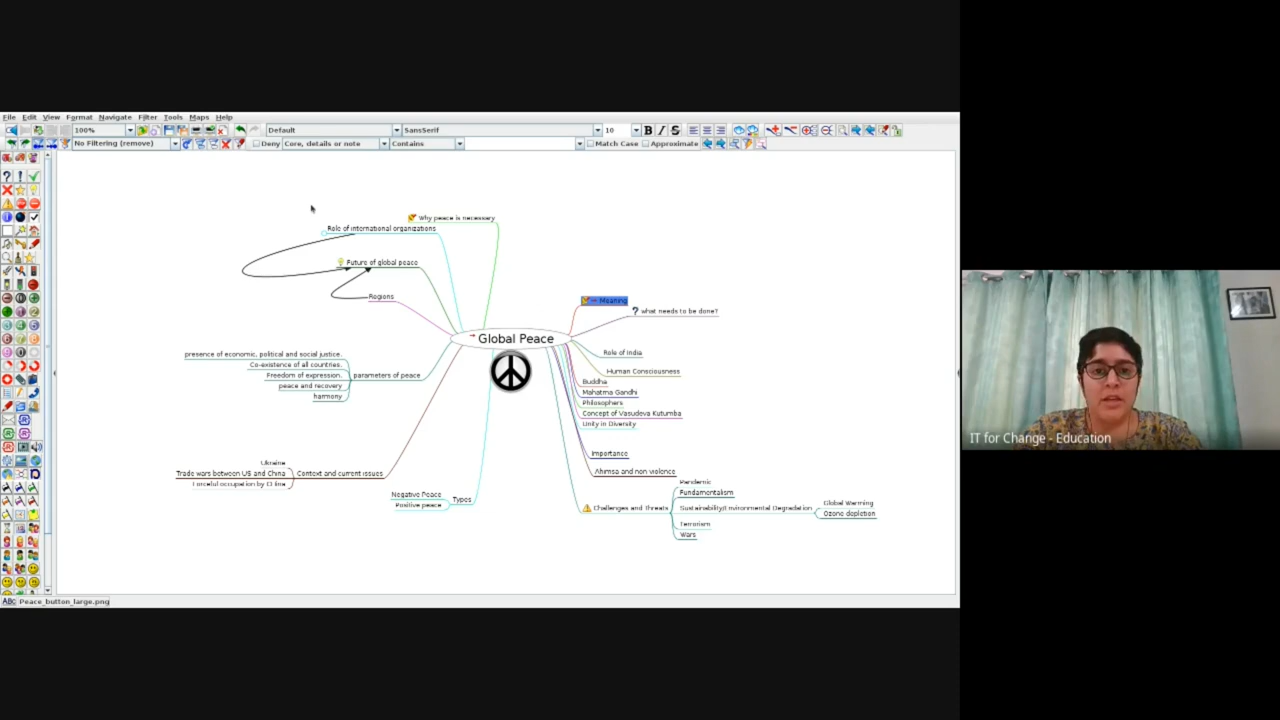 File Edit View Format Navigate Filter Tools Maps Help
100% Default SansSerif 10 B I S
No Filtering (remove) Deny Core, details or note Contains Match Case Approximate
Why peace is necessary
Role of international organizations
Future of global peace
Regions
Meaning
what needs to be done?
Global Peace
Role of India
Human Consciousness
Buddha
Mahatma Gandhi
Philosophers
Concept of Vasudeva Kutumba
Unity in Diversity
Importance
Ahimsa and non violence
presence of economic, political and social justice.
Co-existence of all countries.
Freedom of expression.
peace and recovery
harmony
parameters of peace
Ukraine
Trade wars between US and China
Forceful occupation by China
Context and current issues
Negative Peace
Positive peace
Types
Challenges and Threats
Pandemic
Fundamentalism
Sustainability/Environmental Degradation
Global Warming
Ozone depletion
Terrorism
Wars
ABC Peace_button_large.png
IT for Change - Education